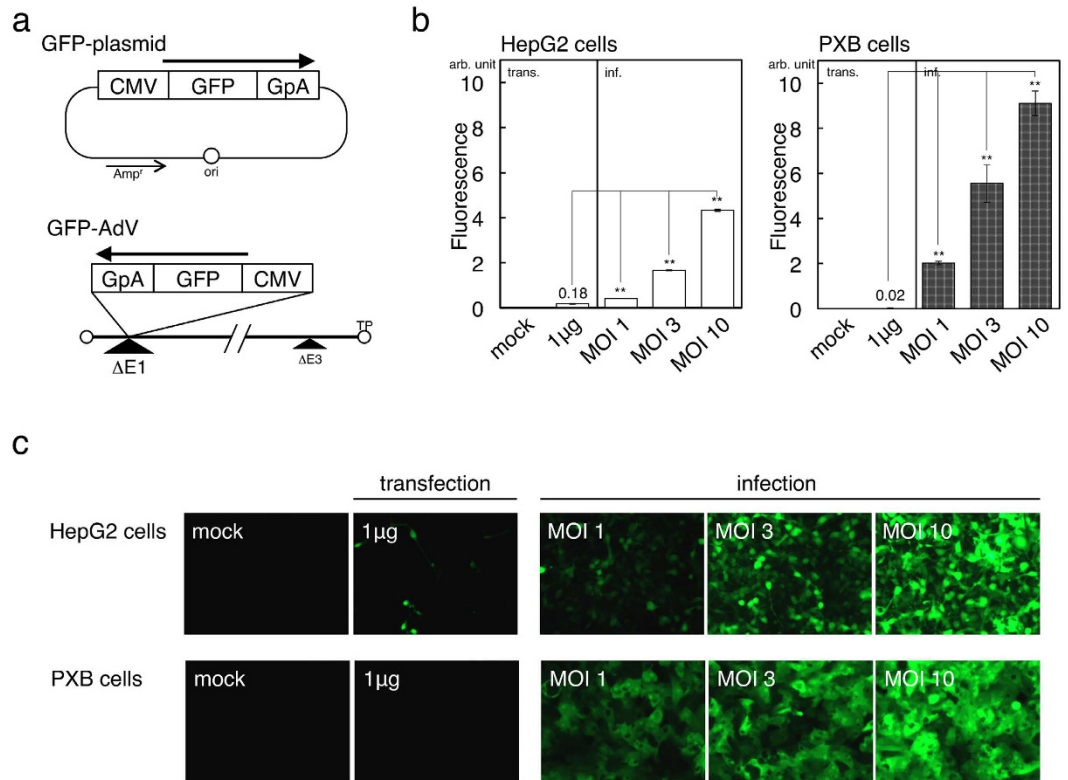 a
GFP-plasmid
CMV GFP GpA
Ampʳ
ori
GFP-AdV
GpA GFP CMV
TP
ΔE1
ΔE3
b
HepG2 cells
arb. unit
trans.
inf.
Fluorescence
10
8
6
4
2
0
0.18
**
**
**
mock
1μg
MOI 1
MOI 3
MOI 10
PXB cells
arb. unit
trans.
inf.
Fluorescence
10
8
6
4
2
0
0.02
**
**
**
mock
1μg
MOI 1
MOI 3
MOI 10
c
transfection
infection
HepG2 cells
mock
1μg
MOI 1
MOI 3
MOI 10
PXB cells
mock
1μg
MOI 1
MOI 3
MOI 10